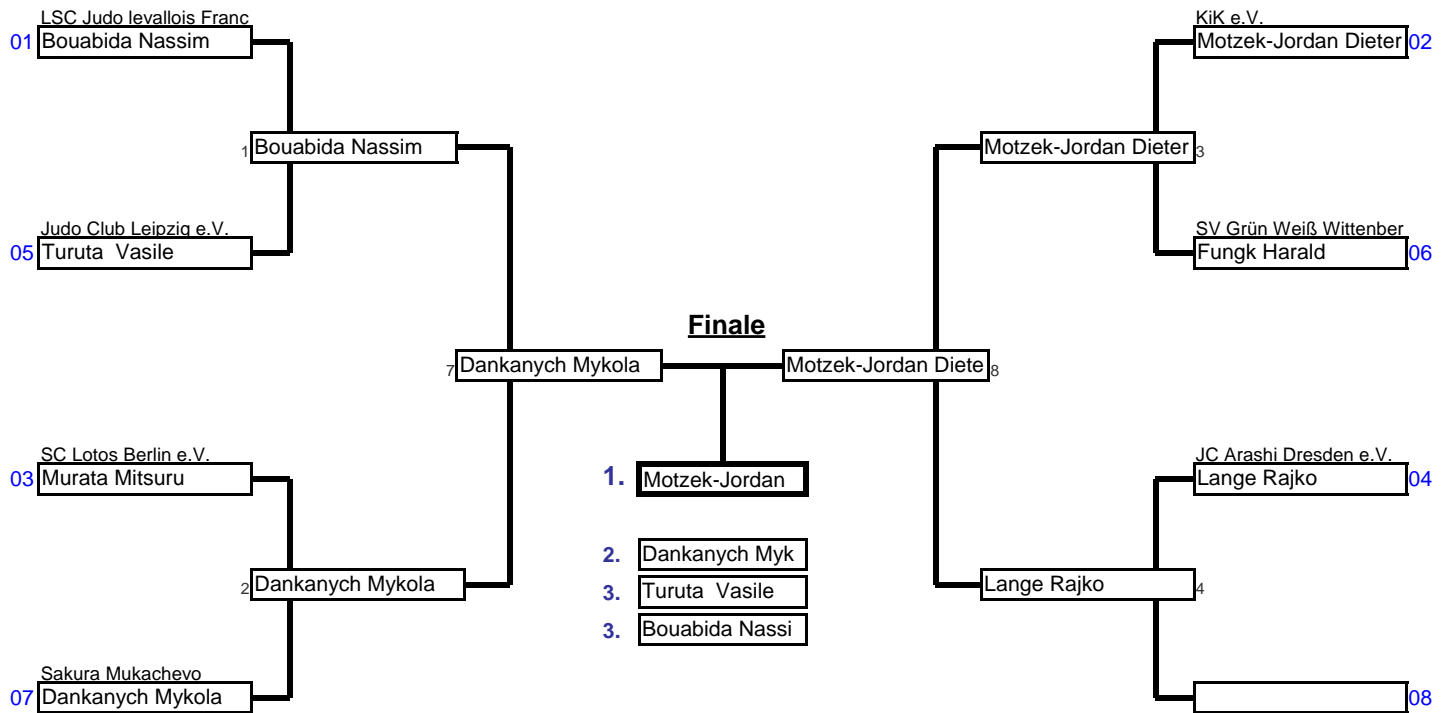 LSC Judo levallois Franc
01 Bouabida Nassim
1 Bouabida Nassim
Judo Club Leipzig e.V.
05 Turuta  Vasile
7 Dankanych Mykola
SC Lotos Berlin e.V.
03 Murata Mitsuru
2 Dankanych Mykola
Sakura Mukachevo
07 Dankanych Mykola
Finale
1. Motzek-Jordan
2. Dankanych Myk
3. Turuta  Vasile
3. Bouabida Nassi
KiK e.V.
Motzek-Jordan Dieter 02
Motzek-Jordan Dieter 3
SV Grün Weiß Wittenber
Fungk Harald 06
Motzek-Jordan Diete 8
JC Arashi Dresden e.V.
Lange Rajko 04
Lange Rajko 4
08